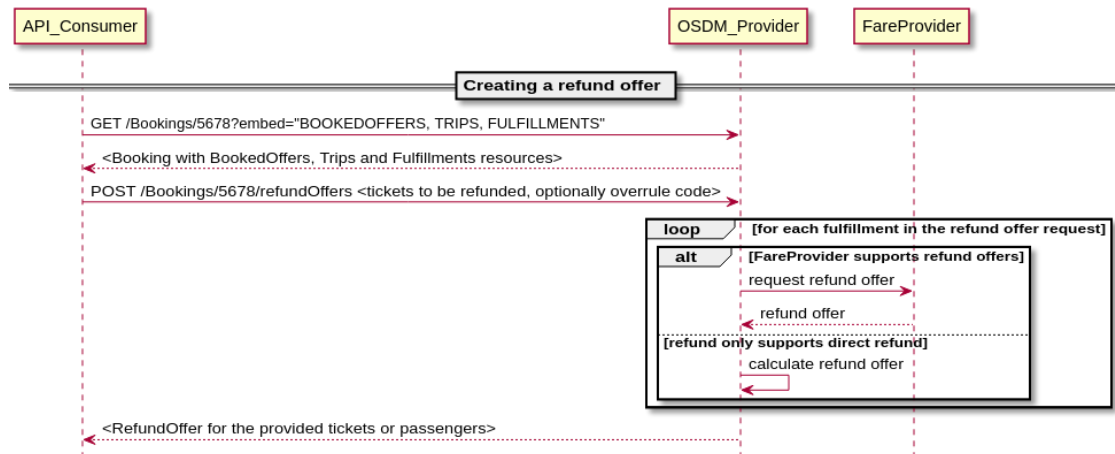 API_Consumer
OSDM_Provider
FareProvider
Creating a refund offer
GET /Bookings/5678?embed="BOOKEDOFFERS, TRIPS, FULFILLMENTS"
<Booking with BookedOffers, Trips and Fulfillments resources>
POST /Bookings/5678/refundOffers <tickets to be refunded, optionally overrule code>
loop
[for each fulfillment in the refund offer request]
alt
[FareProvider supports refund offers]
request refund offer
refund offer
[refund only supports direct refund]
calculate refund offer
<RefundOffer for the provided tickets or passengers>